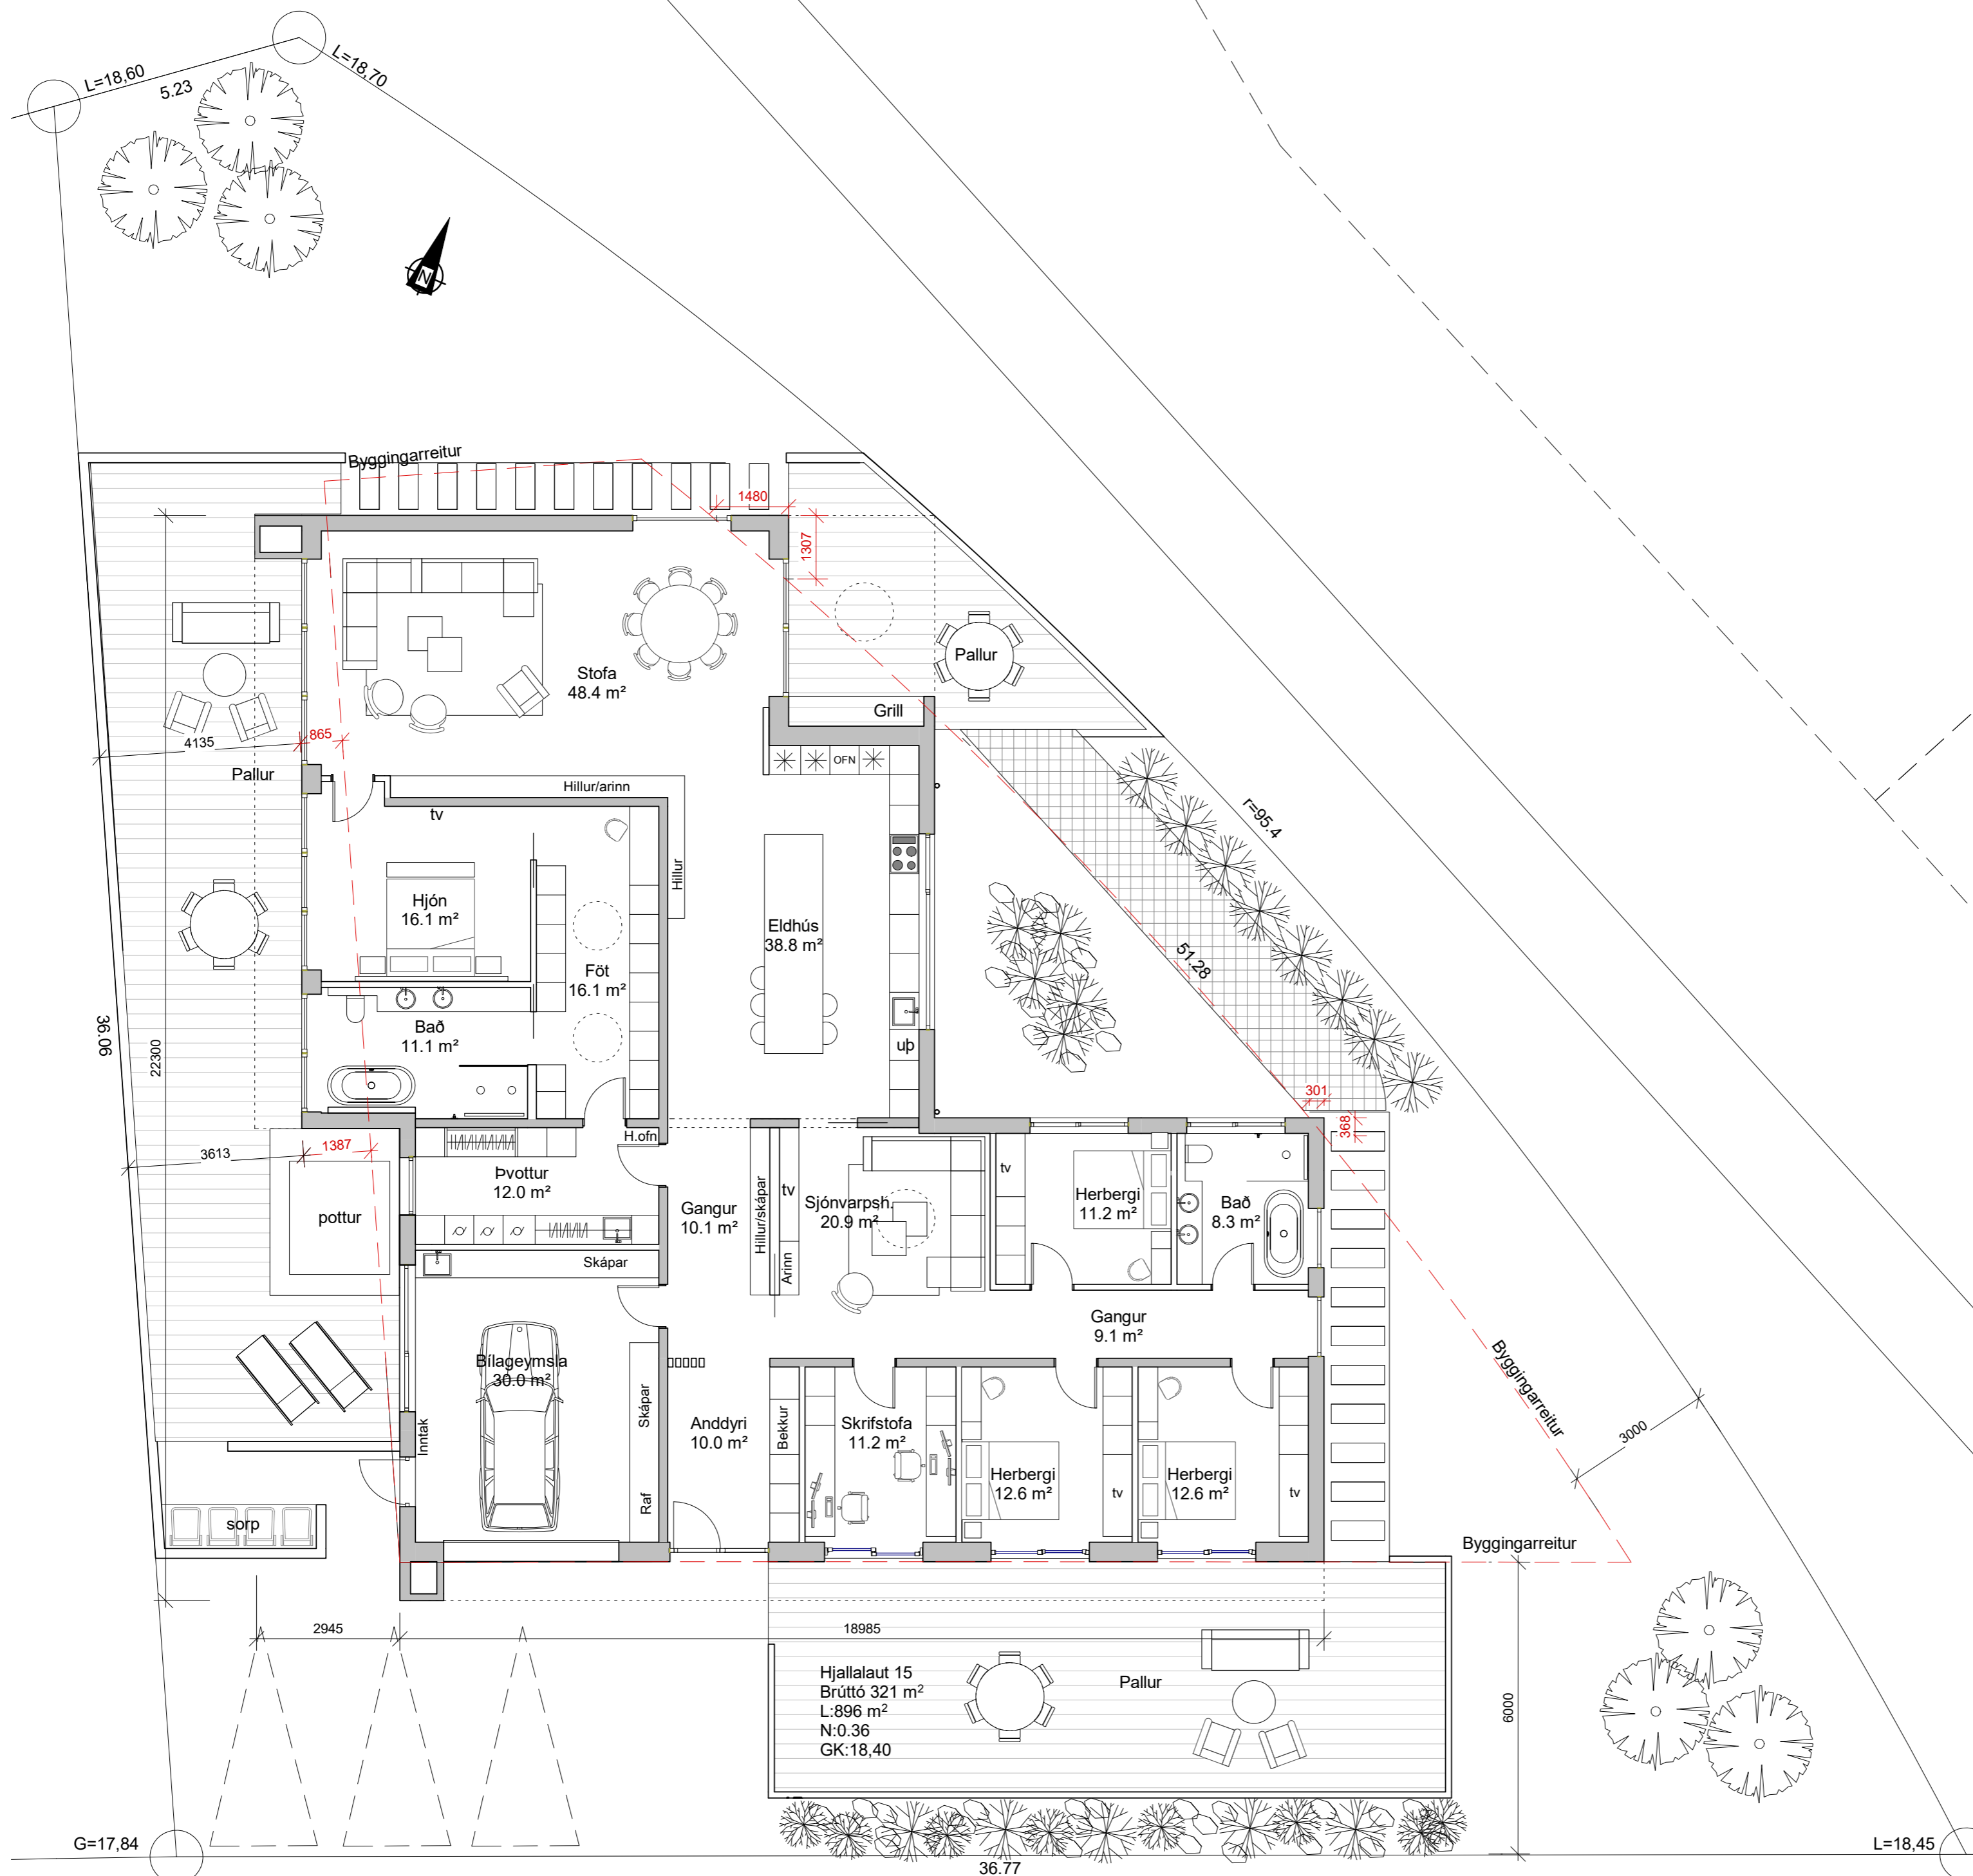 L=18,60
5.23
L=18,70
N
Byggingarreitur
1480
1307
Stofa
48.4 m²
Pallur
Grill
4135
865
Pallur
OFN
Hillur/arinn
tv
r=95.4
Hillur
Hjón
16.1 m²
Eldhús
38.8 m²
Föt
16.1 m²
51.28
36.06
22300
Bað
11.1 m²
uþ
301
368
H.ofn
3613
1387
Þvottur
12.0 m²
pottur
Gangur
10.1 m²
Hillur/skápar
tv
Arinn
Sjónvarpsh.
20.9 m²
tv
Herbergi
11.2 m²
Bað
8.3 m²
Skápar
Gangur
9.1 m²
Bílageymsla
30.0 m²
Byggingarreitur
Inntak
Skápar
Raf
Anddyri
10.0 m²
Bekkur
Skrifstofa
11.2 m²
Herbergi
12.6 m²
tv
Herbergi
12.6 m²
tv
3000
sorp
Byggingarreitur
2945
18985
Hjallalaut 15
Brúttó 321 m²
L:896 m²
N:0.36
GK:18,40
Pallur
6000
G=17,84
36.77
L=18,45